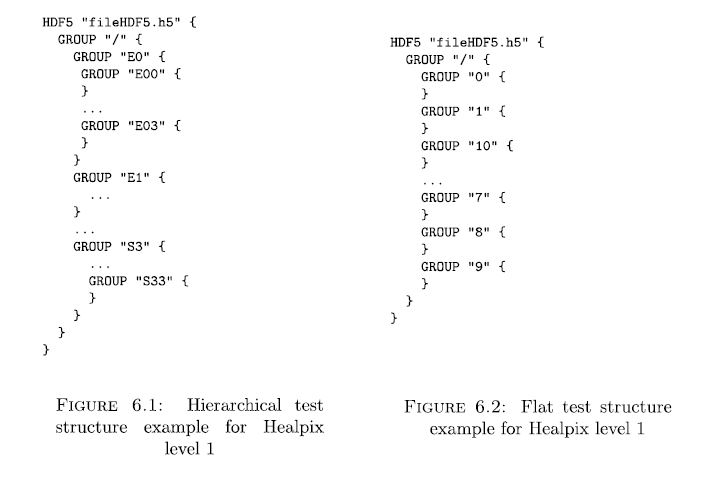 HDF5 "fileHDF5.h5" {
GROUP "/" {
GROUP "E0" {
GROUP "E00" {
}
...
GROUP "E03" {
}
}
GROUP "E1" {
...
}
...
GROUP "S3" {
...
GROUP "S33" {
}
}
}
}
FIGURE 6.1: Hierarchical test
structure example for Healpix
level 1
HDF5 "fileHDF5.h5" {
GROUP "/" {
GROUP "0" {
}
GROUP "1" {
}
GROUP "10" {
}
...
GROUP "7" {
}
GROUP "8" {
}
GROUP "9" {
}
}
}
FIGURE 6.2: Flat test structure
example for Healpix level 1